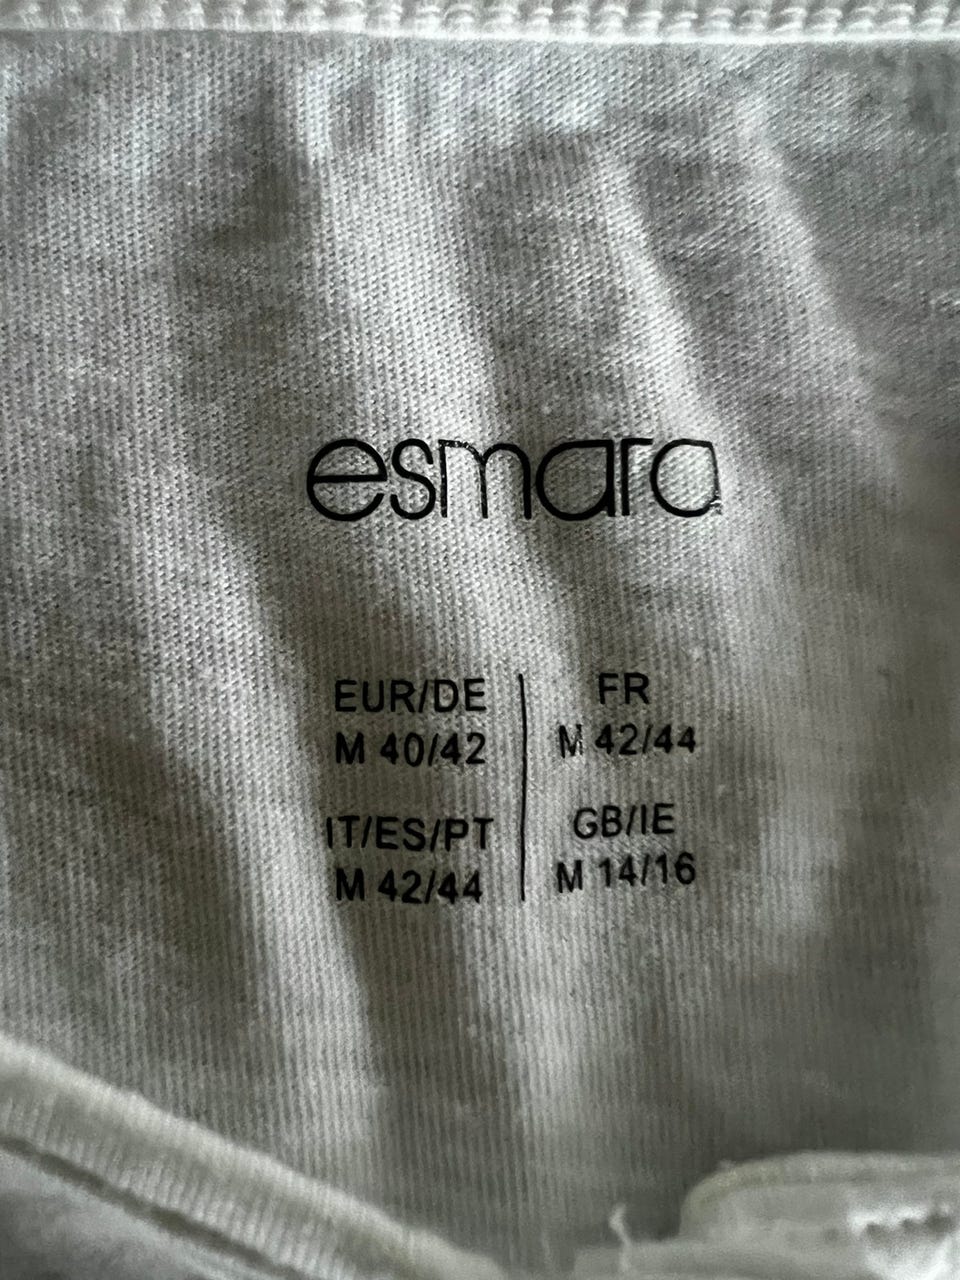 esmara
EUR/DE
M 40/42
FR
M 42/44
IT/ES/PT
M 42/44
GB/IE
M 14/16